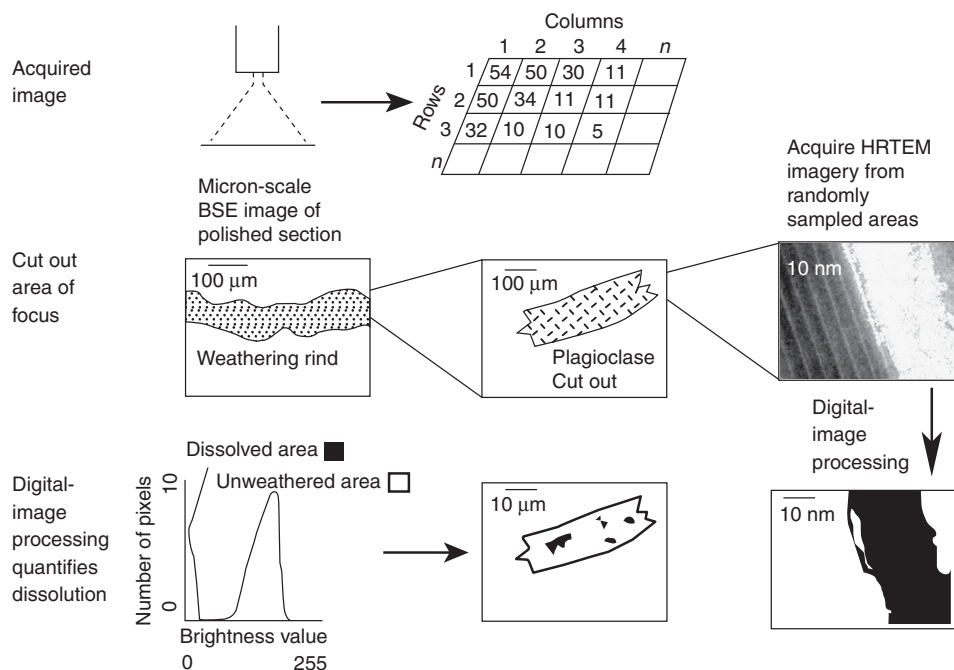 Acquired
image
Columns
1 2 3 4 n
Rows
1 54 50 30 11
2 50 34 11 11
3 32 10 10 5
n
Micron-scale
BSE image of
polished section
Acquire HRTEM
imagery from
randomly
sampled areas
Cut out
area of
focus
100 μm
Weathering rind
100 μm
Plagioclase
Cut out
10 nm
Digital-
image
processing
Digital-
image
processing
quantifies
dissolution
Dissolved area
Unweathered area
Number of pixels
10
0
Brightness value
0 255
10 μm
10 nm